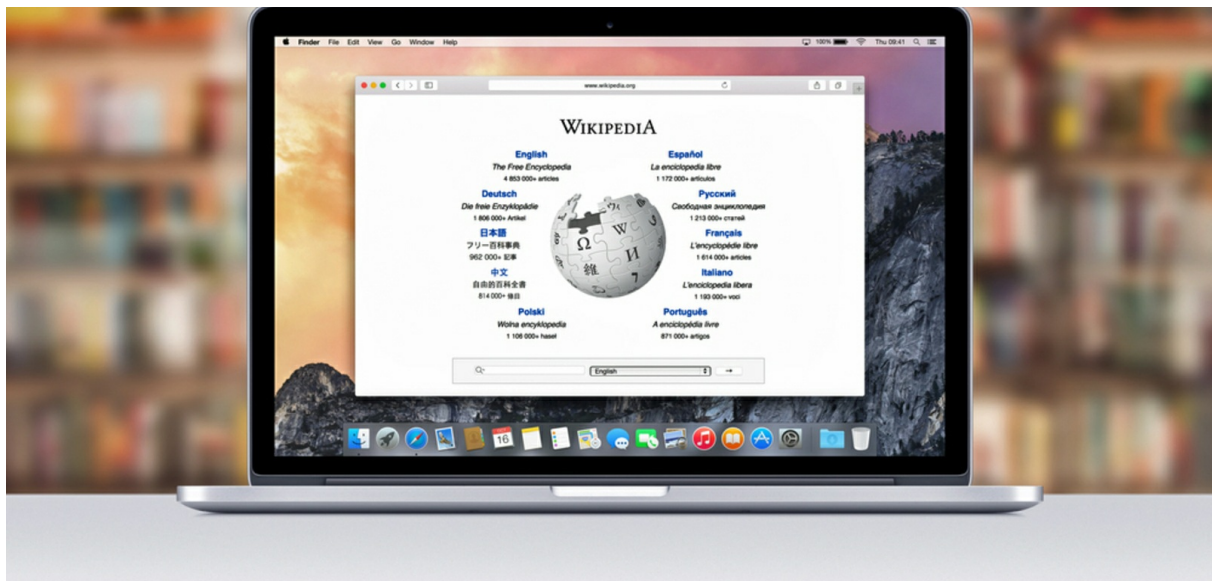 Finder File Edit View Go Window Help
100% Thu 09:41
www.wikipedia.org
WIKIPEDIA
English
The Free Encyclopedia
4 853 000+ articles
Español
La enciclopedia libre
1 172 000+ artículos
Deutsch
Die freie Enzyklopädie
1 806 000+ Artikel
Русский
Свободная энциклопедия
1 213 000+ статей
日本語
フリー百科事典
962 000+ 記事
Français
L'encyclopédie libre
1 614 000+ articles
中文
自由的百科全書
814 000+ 條目
Italiano
L'enciclopedia libera
1 193 000+ voci
Polski
Wolna encyklopedia
1 106 000+ haseł
Português
A enciclopédia livre
871 000+ artigos
Ω
W
И
維
7
English
16